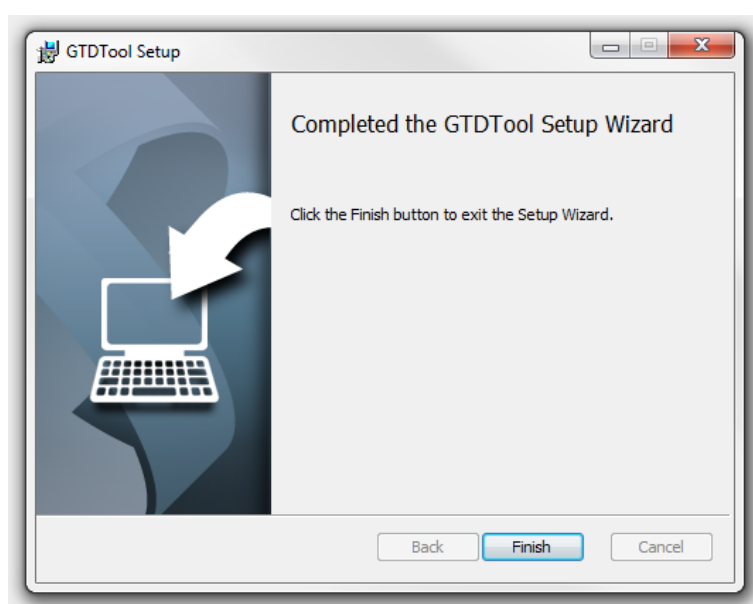 GTDTool Setup
Completed the GTDTool Setup Wizard
Click the Finish button to exit the Setup Wizard.
Back Finish Cancel